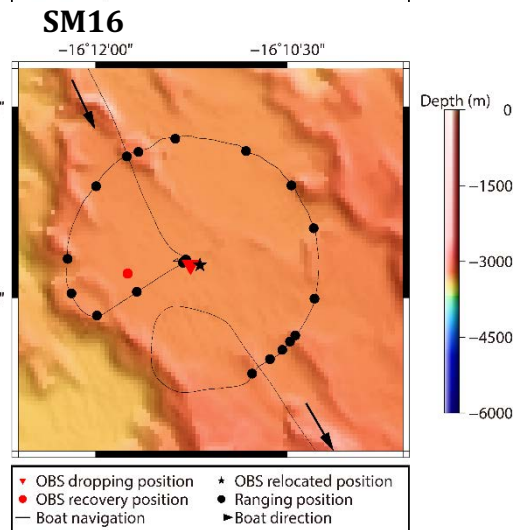 SM16
−16°12'00" −16°10'30"
Depth (m)
0
−1500
−3000
−4500
−6000
OBS dropping position OBS relocated position
OBS recovery position Ranging position
Boat navigation Boat direction